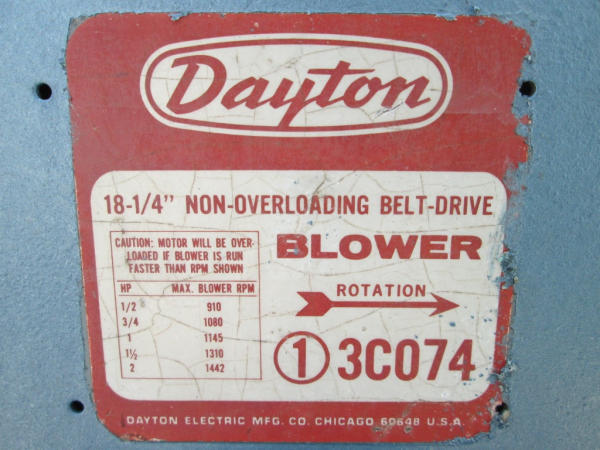 Dayton
18-1/4" NON-OVERLOADING BELT-DRIVE
CAUTION: MOTOR WILL BE OVER-
LOADED IF BLOWER IS RUN
FASTER THAN RPM SHOWN
HP MAX. BLOWER RPM
1/2 910
3/4 1080
1 1145
1½ 1310
2 1442
BLOWER
ROTATION
1 3C074
DAYTON ELECTRIC MFG. CO. CHICAGO 60648 U.S.A.